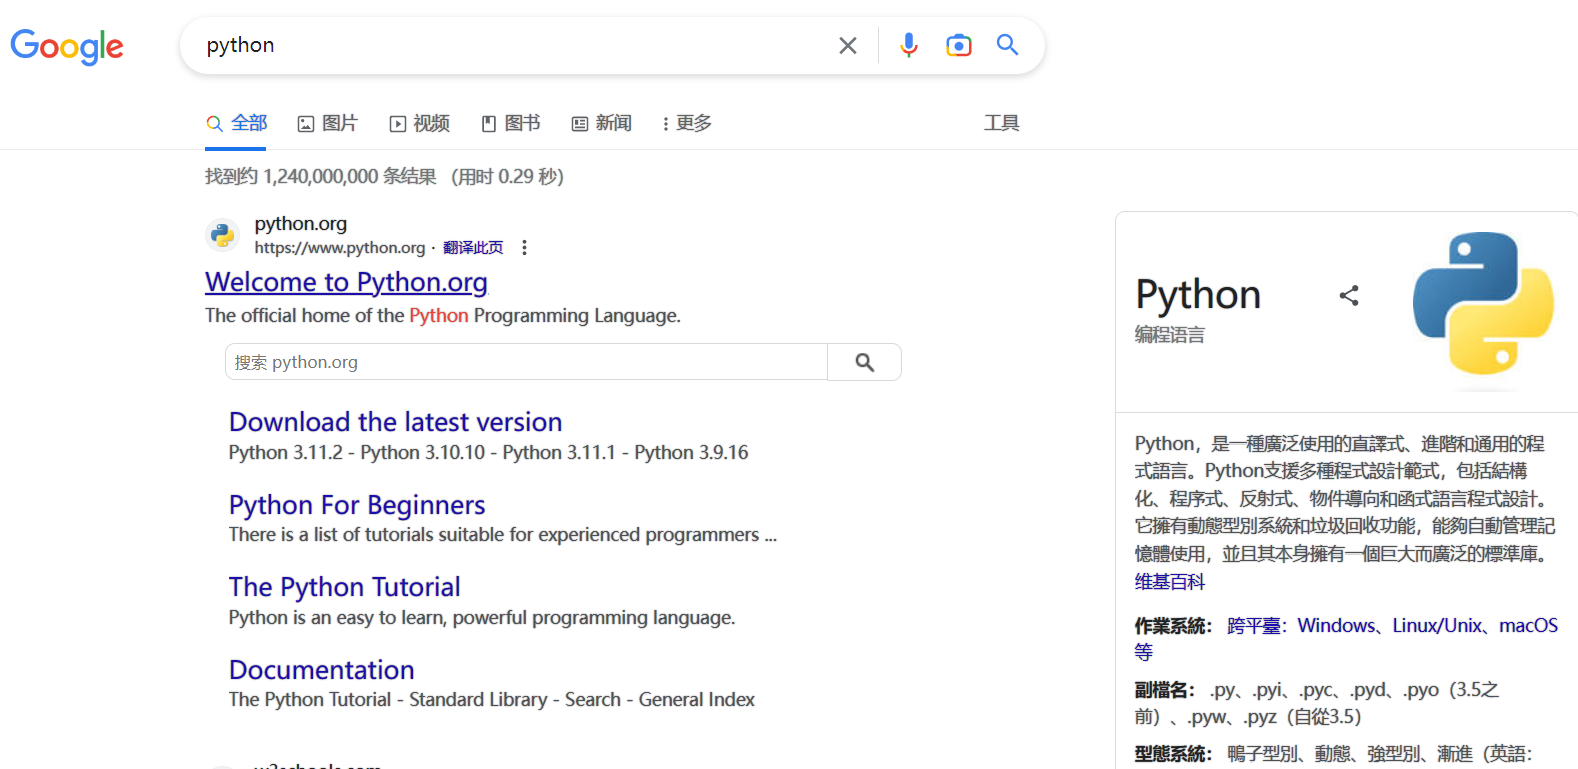 Google
python
全部
图片
视频
图书
新闻
更多
工具
找到约 1,240,000,000 条结果 （用时 0.29 秒）
python.org
https://www.python.org · 翻译此页
Welcome to Python.org
The official home of the Python Programming Language.
搜索 python.org
Download the latest version
Python 3.11.2 - Python 3.10.10 - Python 3.11.1 - Python 3.9.16
Python For Beginners
There is a list of tutorials suitable for experienced programmers ...
The Python Tutorial
Python is an easy to learn, powerful programming language.
Documentation
The Python Tutorial - Standard Library - Search - General Index
Python
编程语言
Python，是一種廣泛使用的直譯式、進階和通用的程
式語言。Python支援多種程式設計範式，包括結構
化、程序式、反射式、物件導向和函式語言程式設計。
它擁有動態型別系統和垃圾回收功能，能夠自動管理記
憶體使用，並且其本身擁有一個巨大而廣泛的標準庫。
维基百科
作業系統： 跨平臺：Windows、Linux/Unix、macOS
等
副檔名： .py、.pyi、.pyc、.pyd、.pyo（3.5之
前）、.pyw、.pyz（自從3.5）
型態系統： 鴨子型別、動態、強型別、漸進（英語：